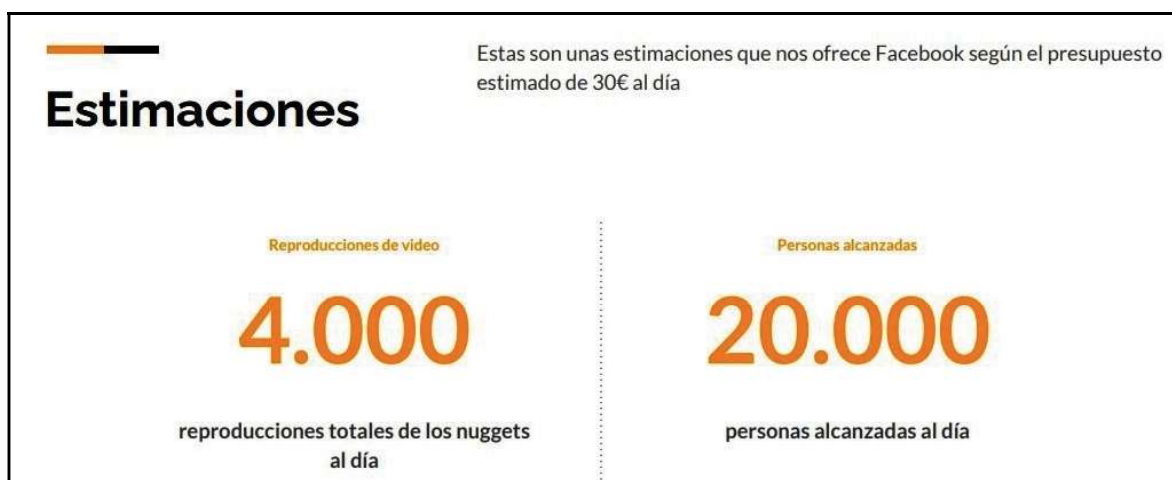 Estimaciones
Estas son unas estimaciones que nos ofrece Facebook según el presupuesto
estimado de 30€ al día
Reproducciones de video
4.000
reproducciones totales de los nuggets
al día
Personas alcanzadas
20.000
personas alcanzadas al día